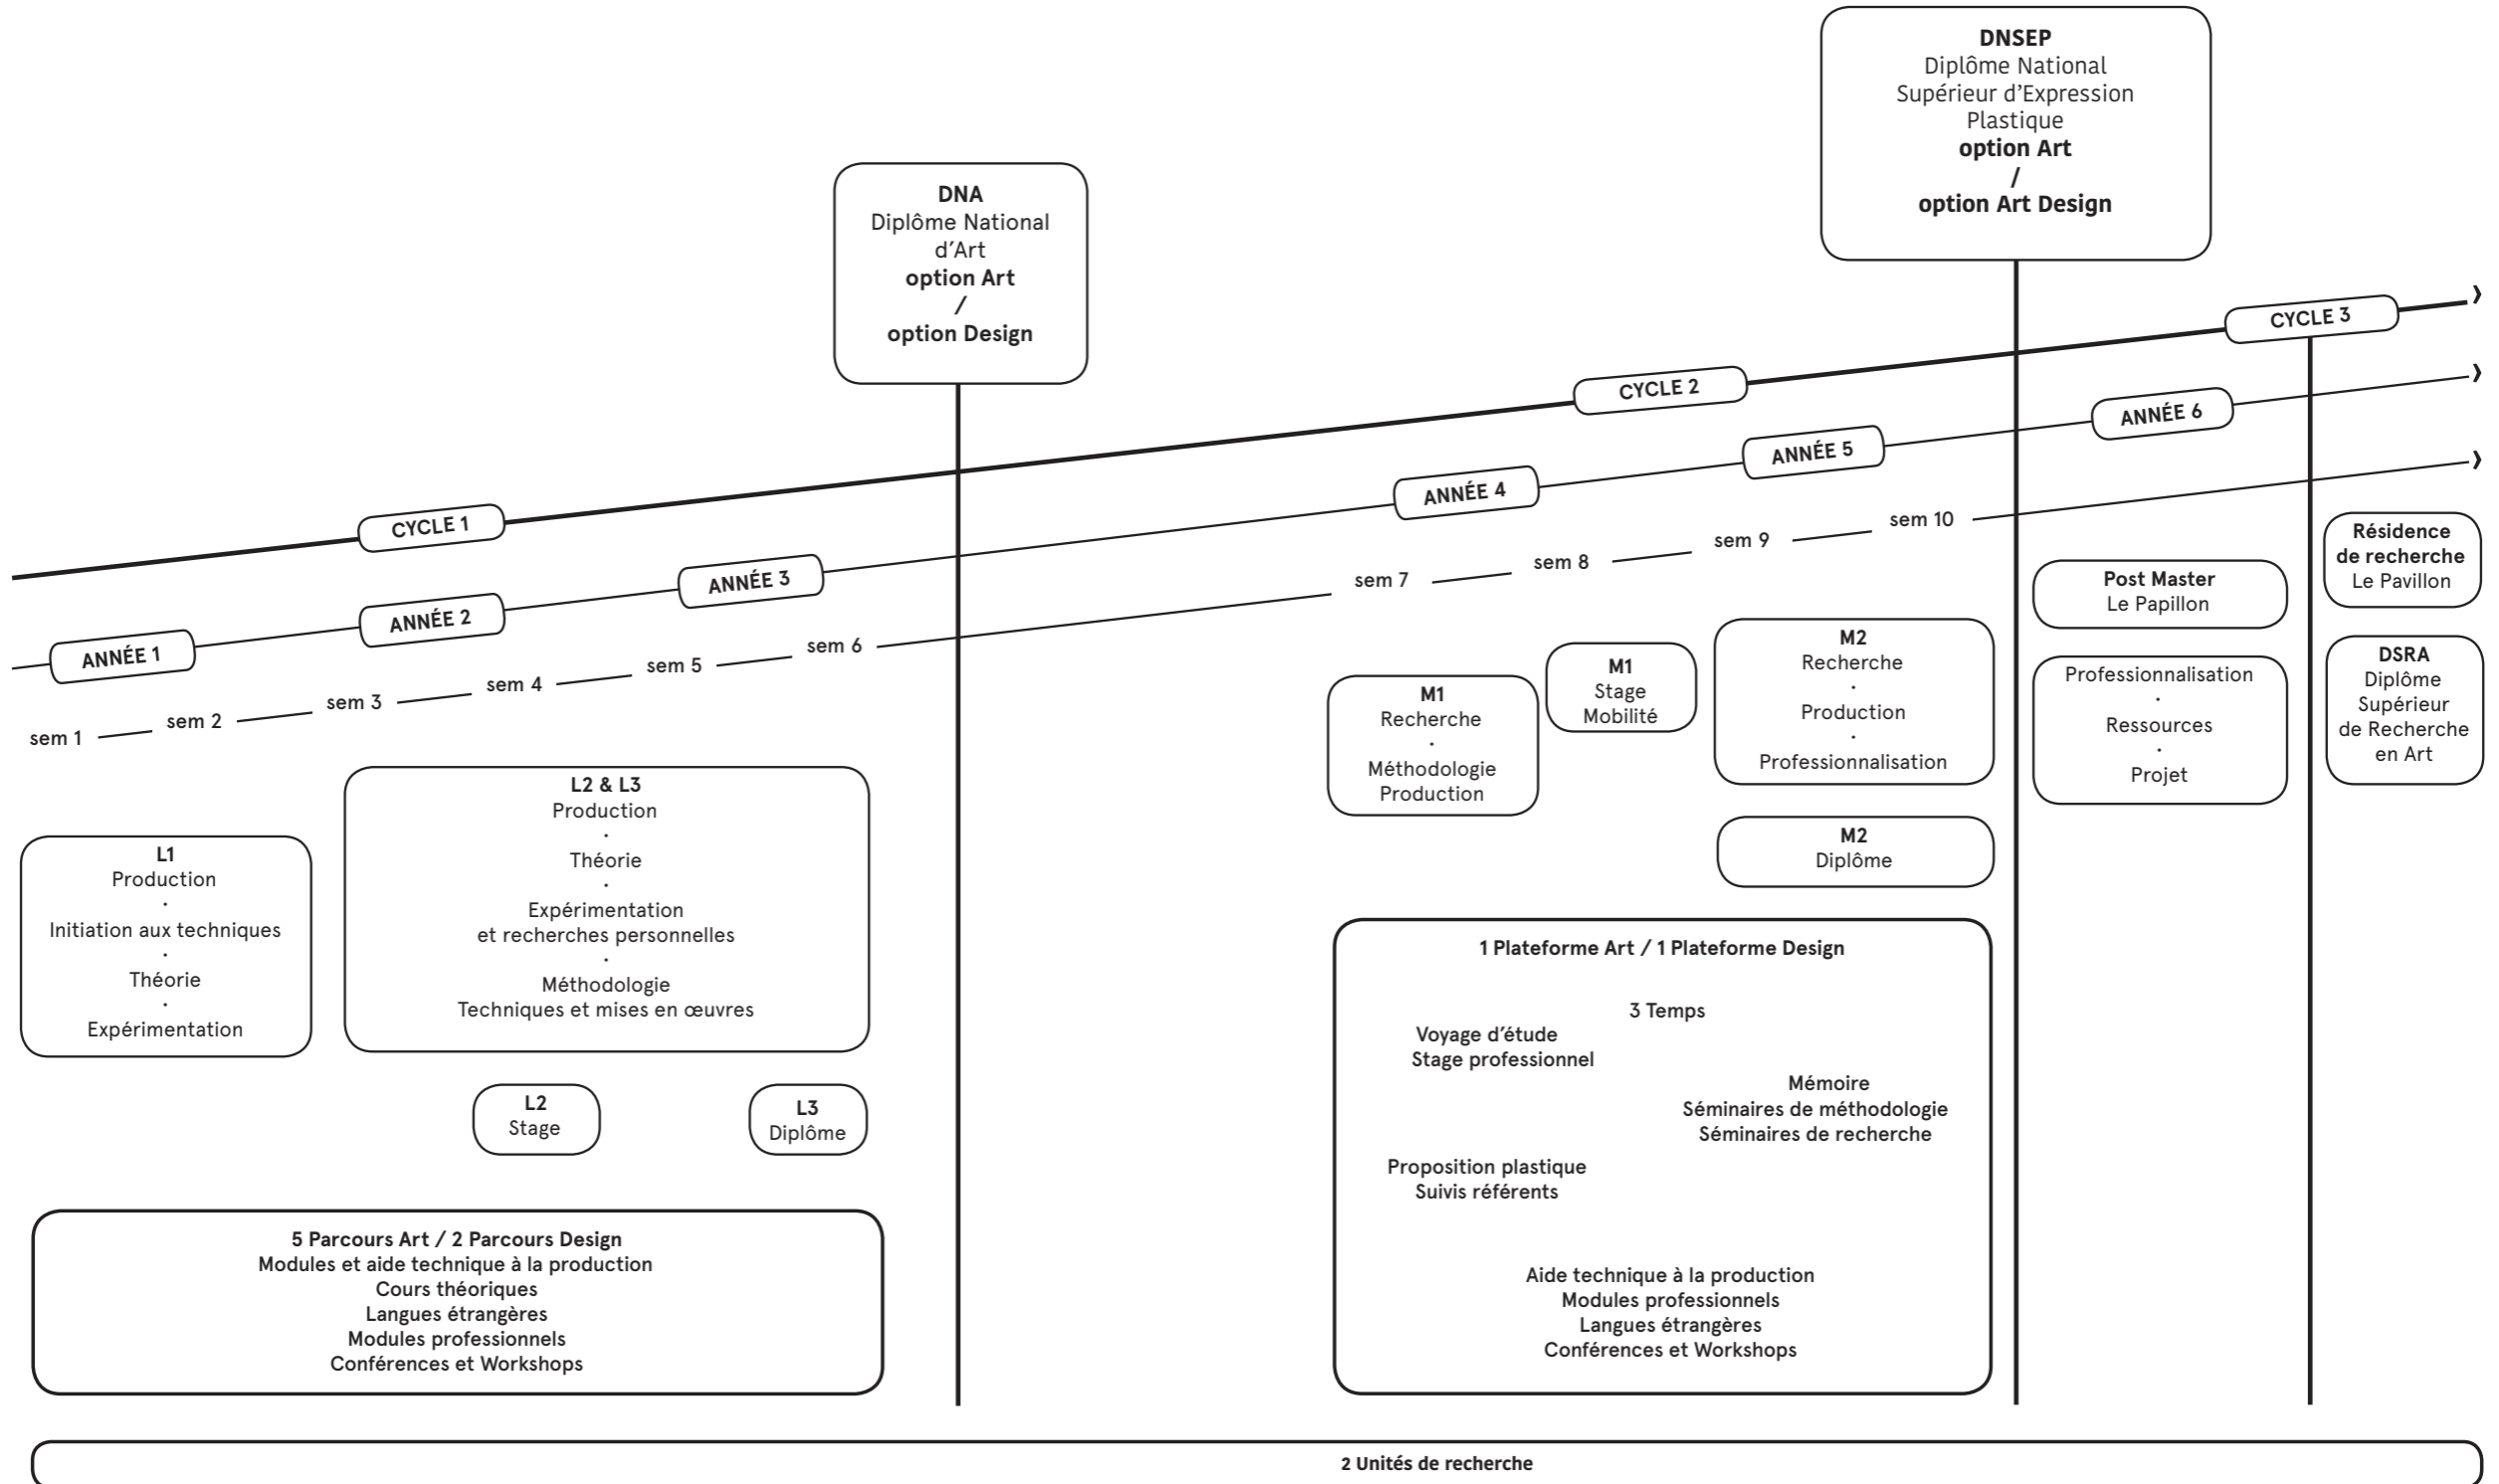 DNSEP
Diplôme National
Supérieur d'Expression
Plastique
option Art
/
option Art Design
DNA
Diplôme National
d'Art
option Art
/
option Design
CYCLE 1
CYCLE 2
CYCLE 3
ANNÉE 1
ANNÉE 2
ANNÉE 3
ANNÉE 4
ANNÉE 5
ANNÉE 6
sem 1
sem 2
sem 3
sem 4
sem 5
sem 6
sem 7
sem 8
sem 9
sem 10
L1
Production
·
Initiation aux techniques
·
Théorie
·
Expérimentation
L2 & L3
Production
·
Théorie
·
Expérimentation
et recherches personnelles
·
Méthodologie
Techniques et mises en œuvres
L2
Stage
L3
Diplôme
5 Parcours Art / 2 Parcours Design
Modules et aide technique à la production
Cours théoriques
Langues étrangères
Modules professionnels
Conférences et Workshops
M1
Recherche
·
Méthodologie
Production
M1
Stage
Mobilité
M2
Recherche
·
Production
·
Professionnalisation
M2
Diplôme
1 Plateforme Art / 1 Plateforme Design
3 Temps
Voyage d'étude
Stage professionnel
Mémoire
Séminaires de méthodologie
Séminaires de recherche
Proposition plastique
Suivis référents
Aide technique à la production
Modules professionnels
Langues étrangères
Conférences et Workshops
Post Master
Le Papillon
Professionnalisation
·
Ressources
·
Projet
Résidence
de recherche
Le Pavillon
DSRA
Diplôme
Supérieur
de Recherche
en Art
2 Unités de recherche